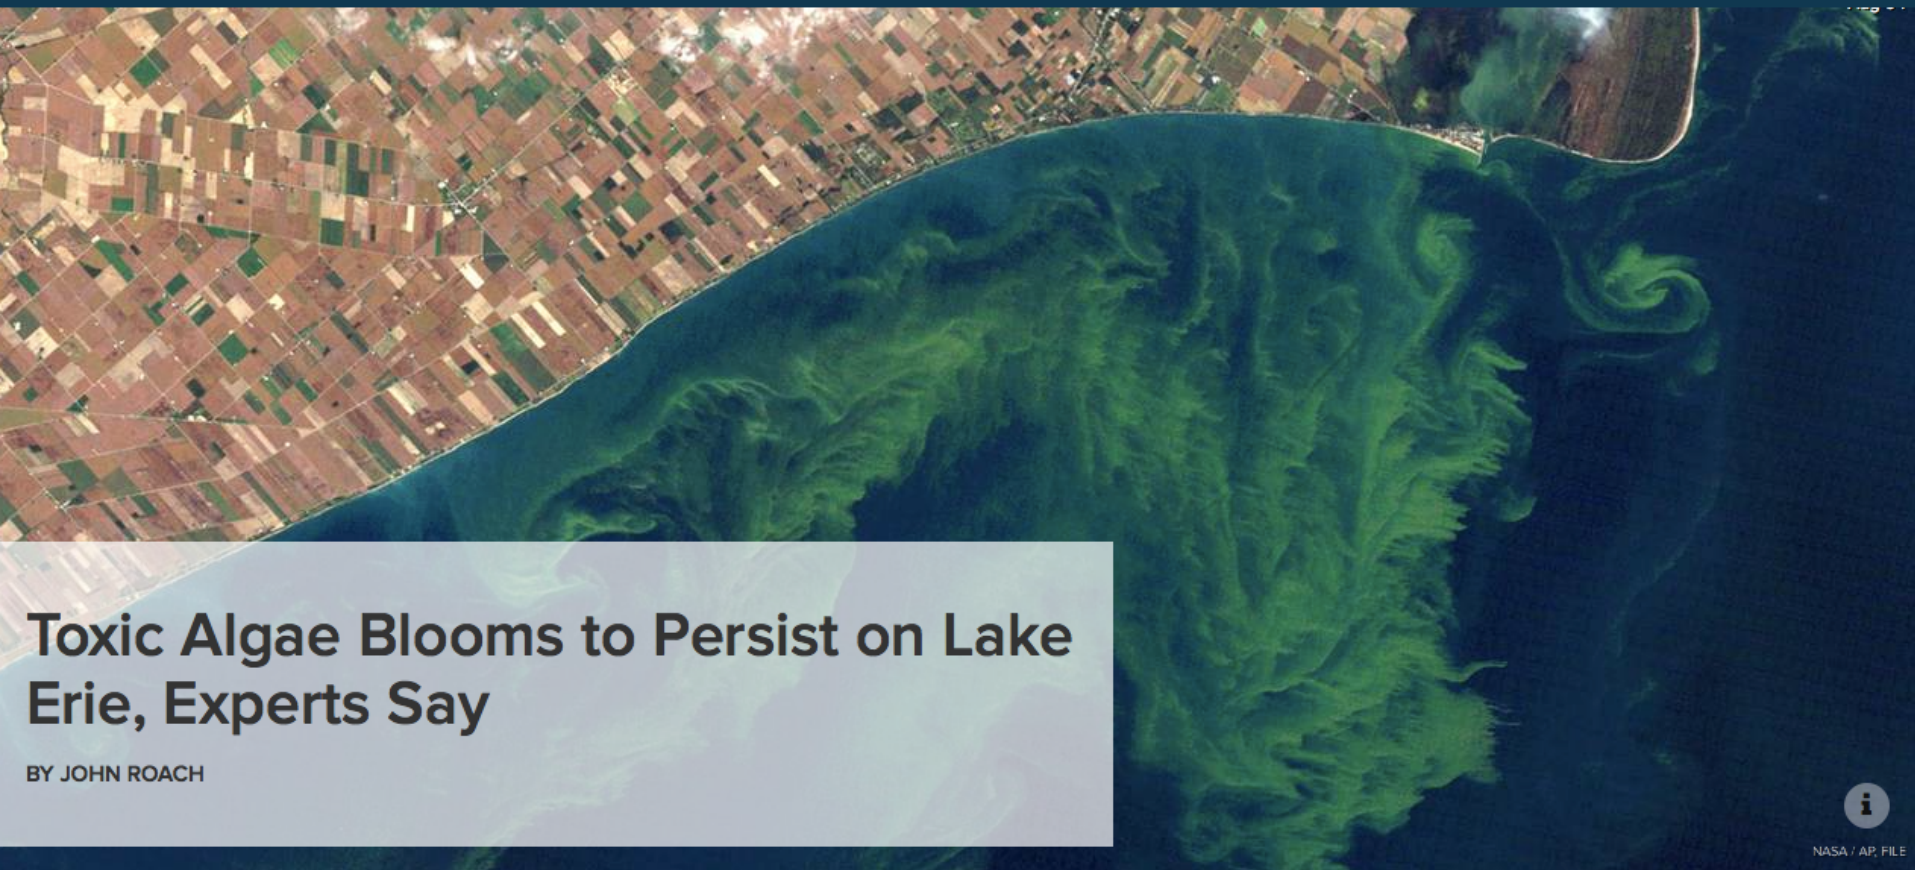 Toxic Algae Blooms to Persist on Lake
Erie, Experts Say
BY JOHN ROACH
i
NASA / AP, FILE